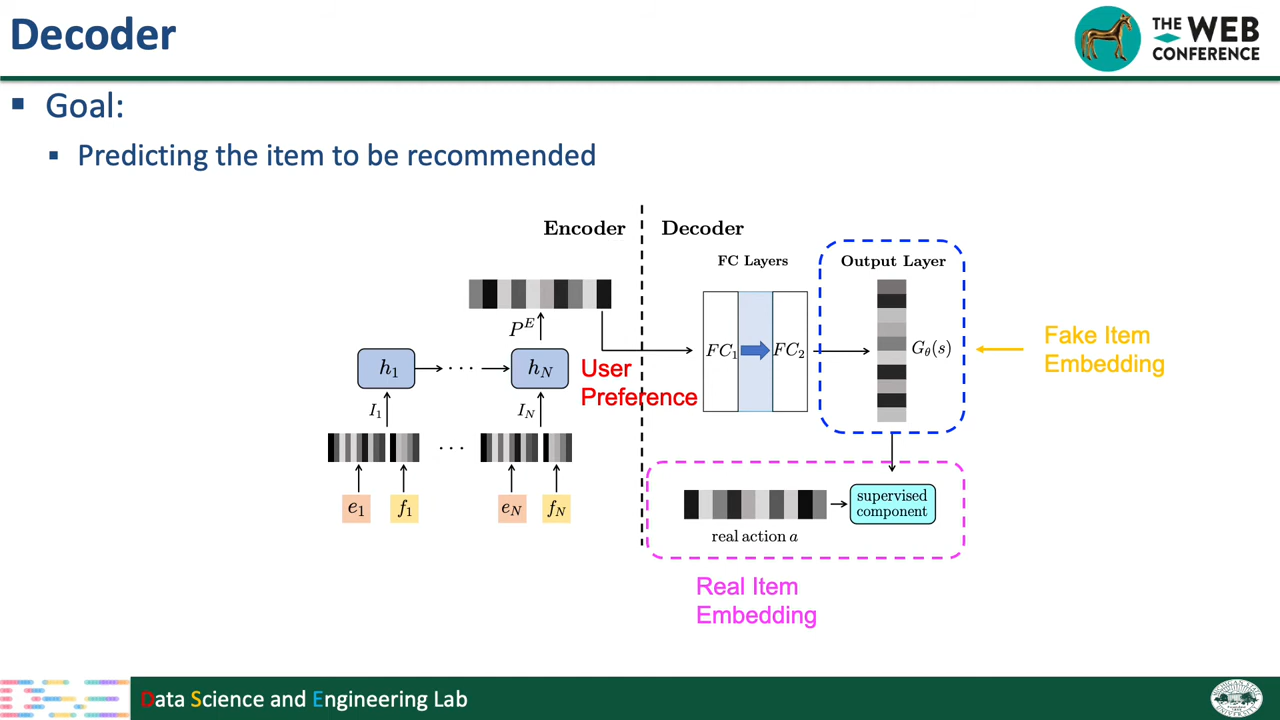 Decoder
THE WEB
CONFERENCE
Goal:
Predicting the item to be recommended
Encoder
Decoder
FC Layers
Output Layer
P^E
FC_1
FC_2
G_θ(s)
Fake Item
Embedding
h_1
· · ·
h_N
User
Preference
I_1
I_N
· · ·
e_1
f_1
e_N
f_N
supervised
component
real action a
Real Item
Embedding
Data Science and Engineering Lab